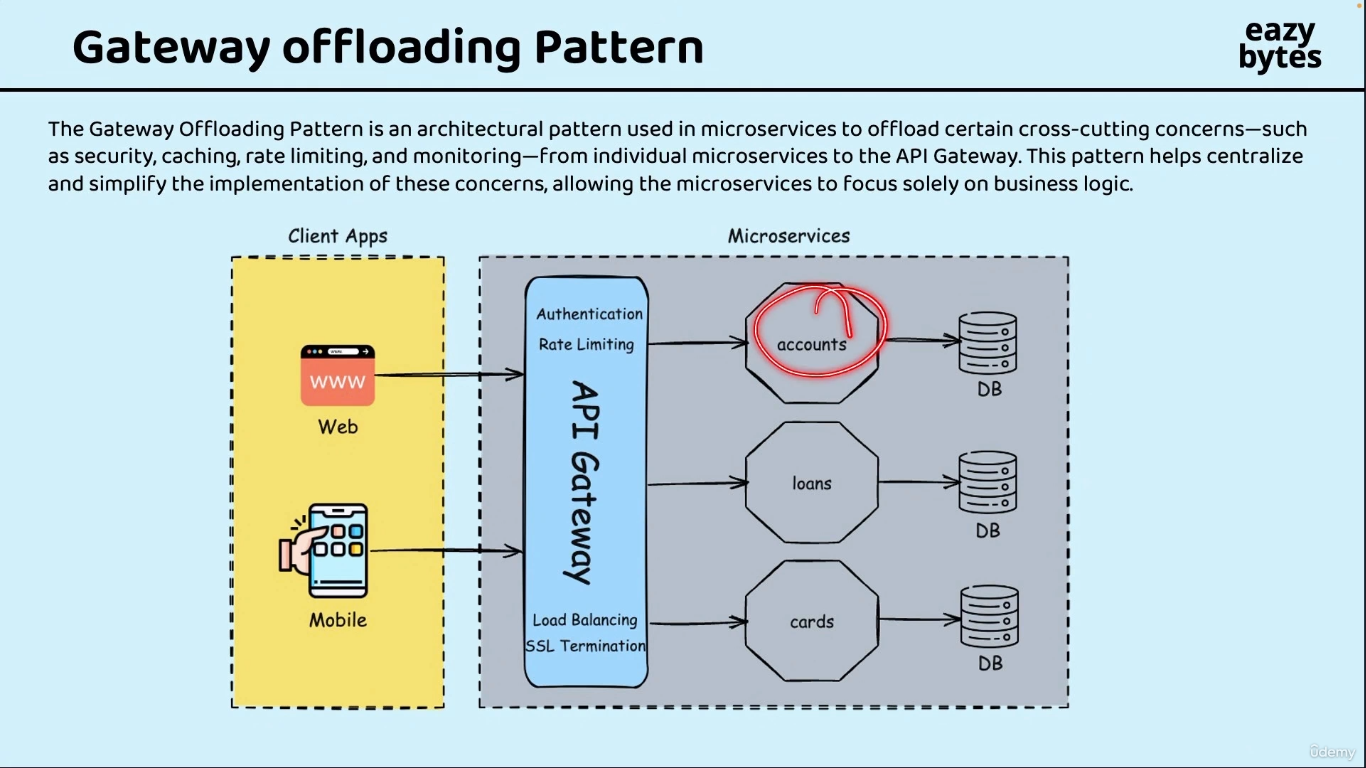 Gateway offloading Pattern
eazy
bytes
The Gateway Offloading Pattern is an architectural pattern used in microservices to offload certain cross-cutting concerns—such
as security, caching, rate limiting, and monitoring—from individual microservices to the API Gateway. This pattern helps centralize
and simplify the implementation of these concerns, allowing the microservices to focus solely on business logic.
Client Apps
Microservices
www
WWW
Web
Mobile
Authentication
Rate Limiting
API Gateway
Load Balancing
SSL Termination
accounts
DB
loans
DB
cards
DB
ûdemy